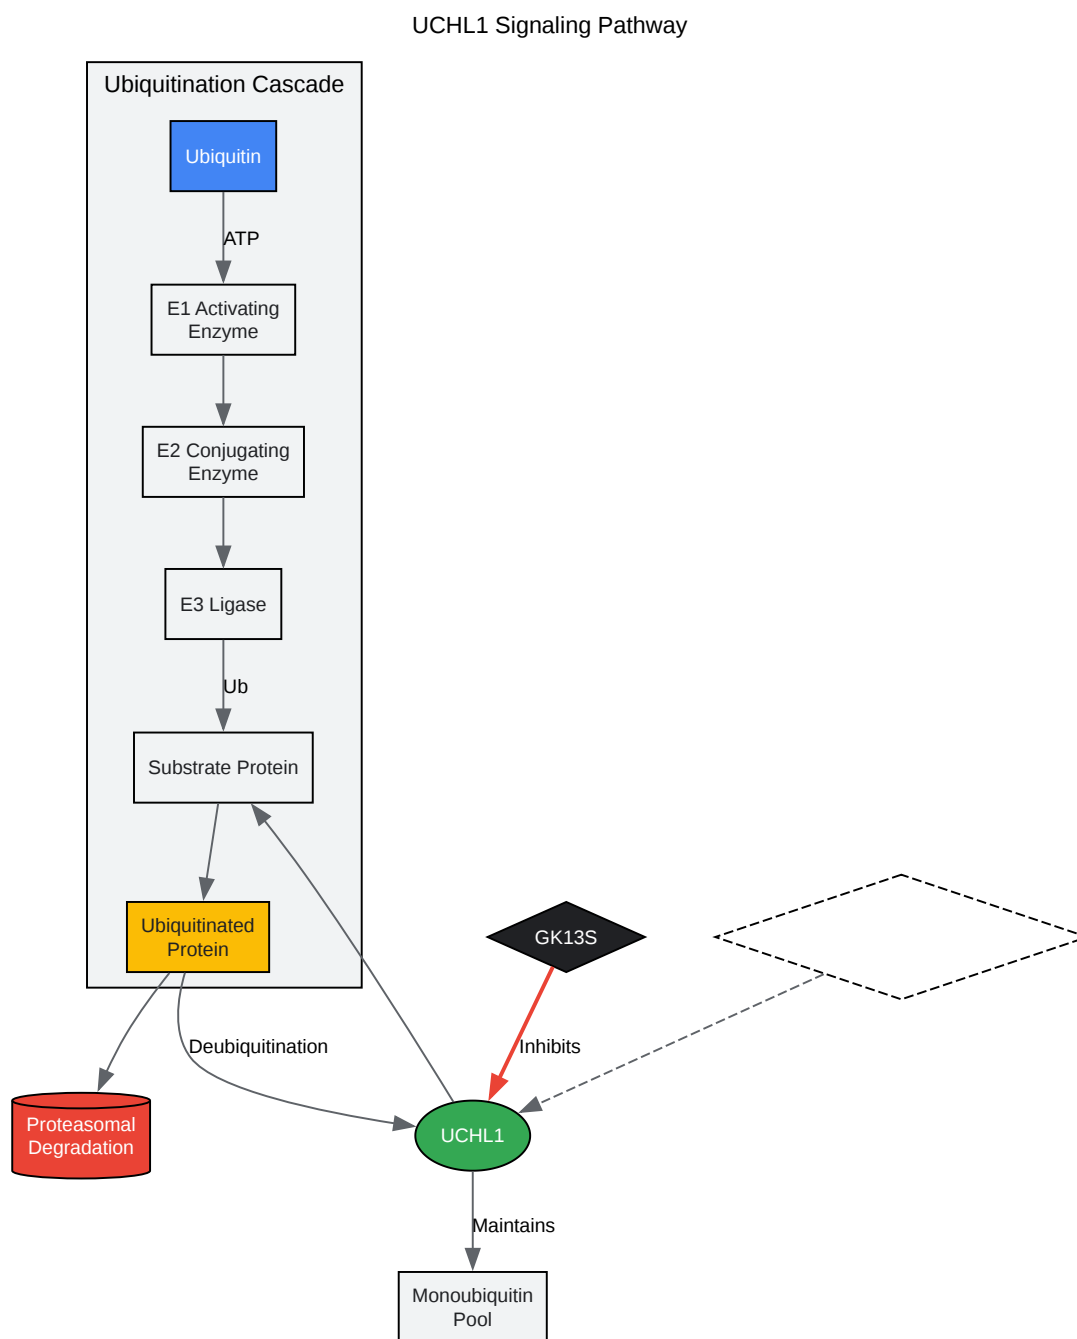 UCHL1 Signaling Pathway
Ubiquitination Cascade
Ubiquitin
ATP
E1 Activating
Enzyme
E2 Conjugating
Enzyme
E3 Ligase
Ub
Substrate Protein
Ubiquitinated
Protein
GK13S
Deubiquitination
Inhibits
Proteasomal
Degradation
UCHL1
Maintains
Monoubiquitin
Pool